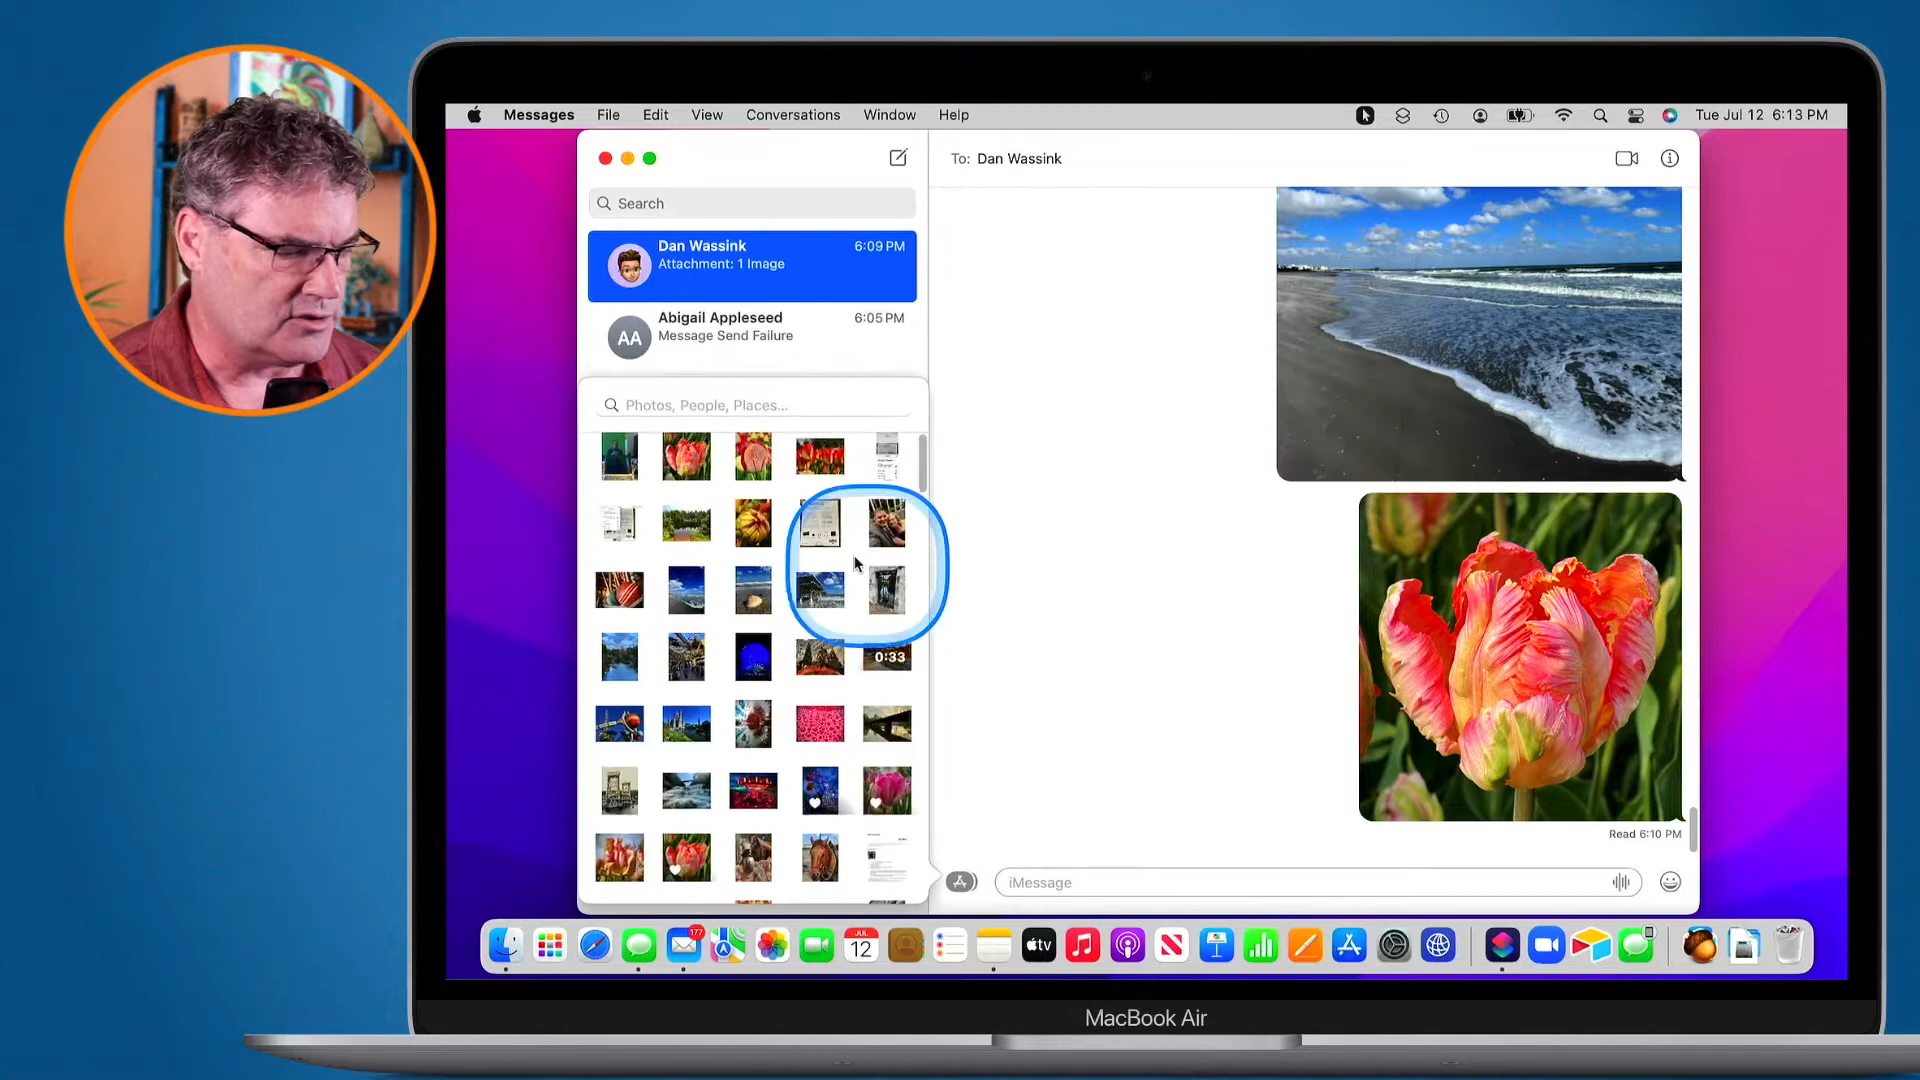 Messages File Edit View Conversations Window Help Tue Jul 12 6:13 PM
To: Dan Wassink
Search
Dan Wassink 6:09 PM
Attachment: 1 Image
Abigail Appleseed 6:05 PM
AA
Message Send Failure
Photos, People, Places...
0:33
Read 6:10 PM
iMessage
177
JUL
12
tv
MacBook Air